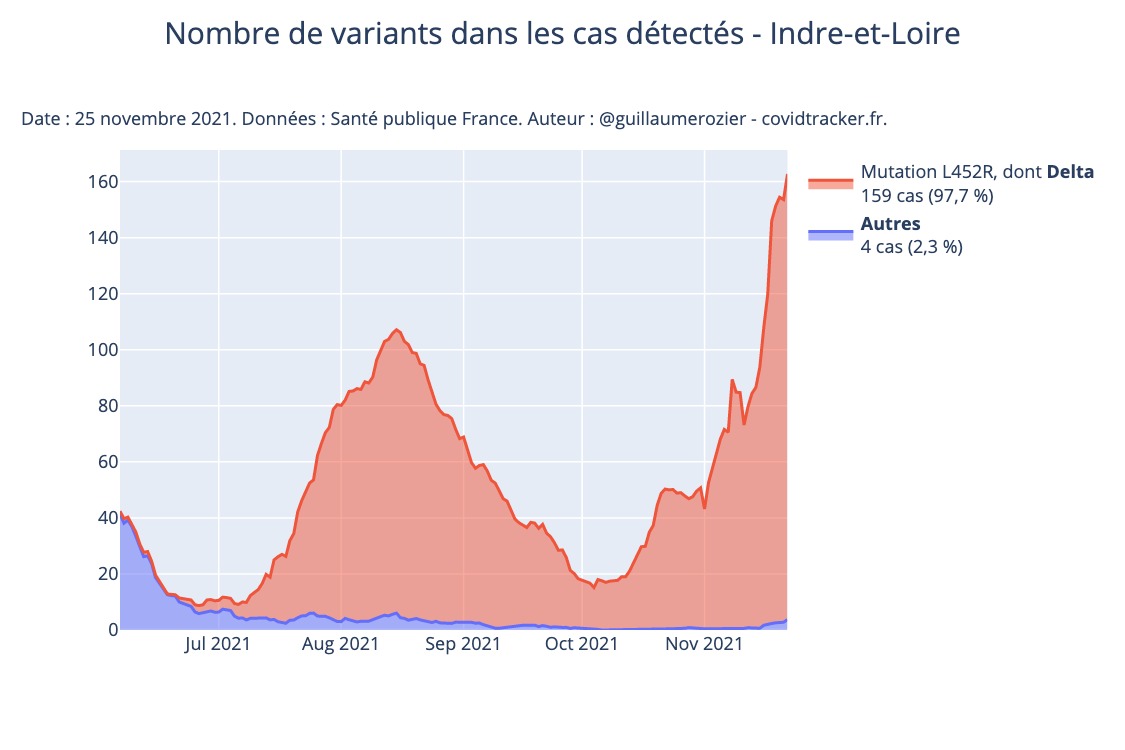 Nombre de variants dans les cas détectés - Indre-et-Loire
Date : 25 novembre 2021. Données : Santé publique France. Auteur : @guillaumerozier - covidtracker.fr.
160
140
120
100
80
60
40
20
0
Jul 2021 Aug 2021 Sep 2021 Oct 2021 Nov 2021
Mutation L452R, dont Delta
159 cas (97,7 %)
Autres
4 cas (2,3 %)